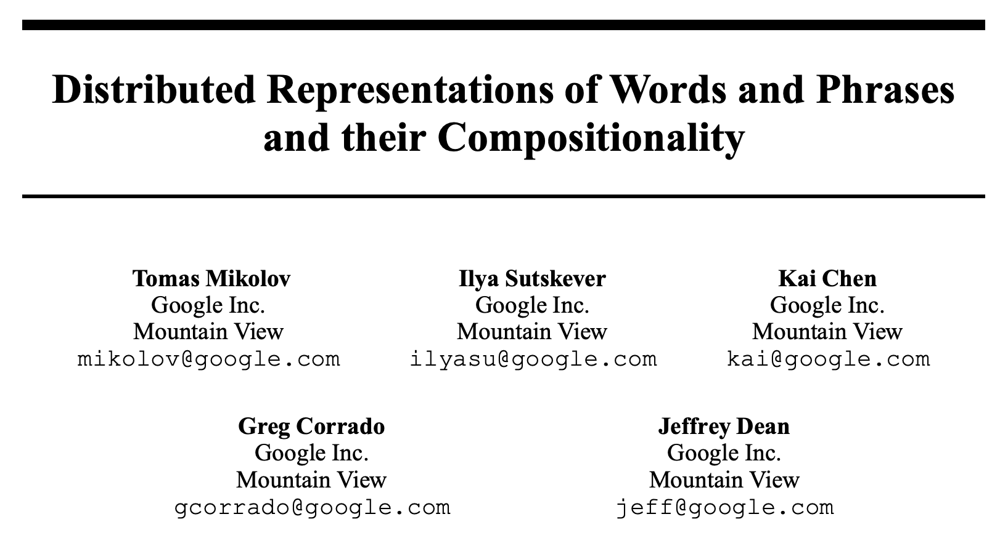 Distributed Representations of Words and Phrases
and their Compositionality
Tomas Mikolov
Google Inc.
Mountain View
mikolov@google.com
Ilya Sutskever
Google Inc.
Mountain View
ilyasu@google.com
Kai Chen
Google Inc.
Mountain View
kai@google.com
Greg Corrado
Google Inc.
Mountain View
gcorrado@google.com
Jeffrey Dean
Google Inc.
Mountain View
jeff@google.com